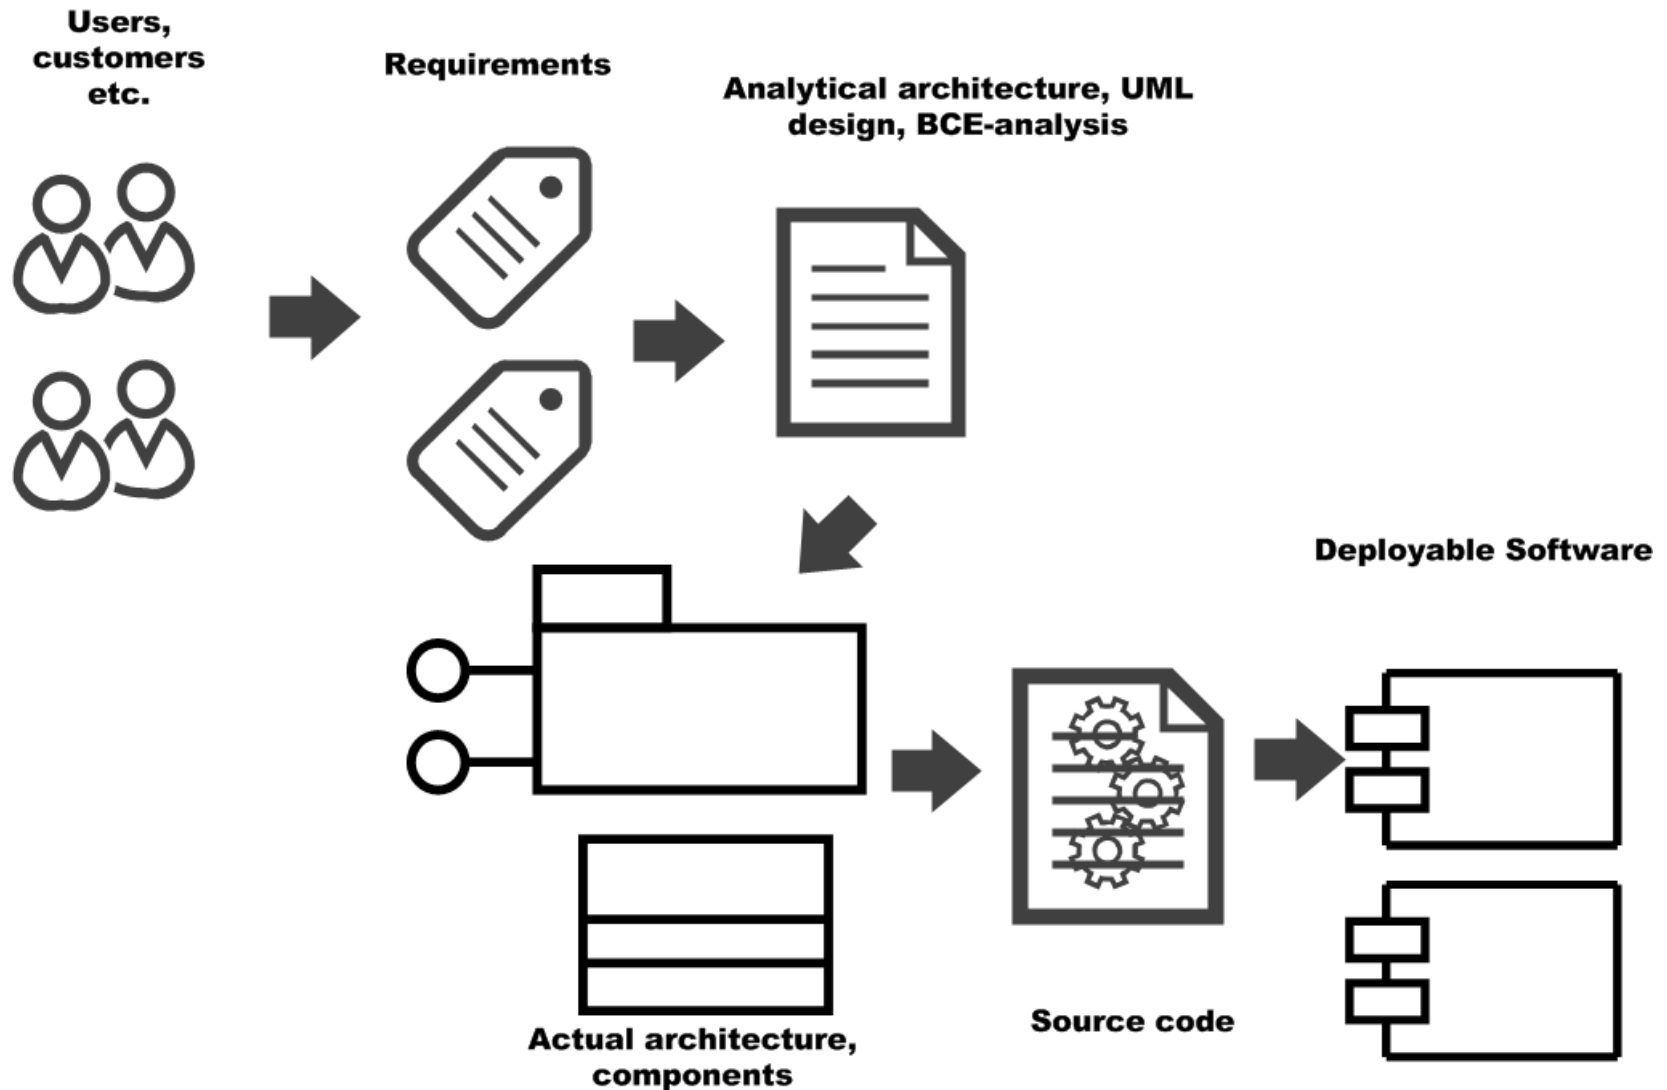 Users,
customers
etc.
Requirements
Analytical architecture, UML
design, BCE-analysis
Deployable Software
Actual architecture,
components
Source code